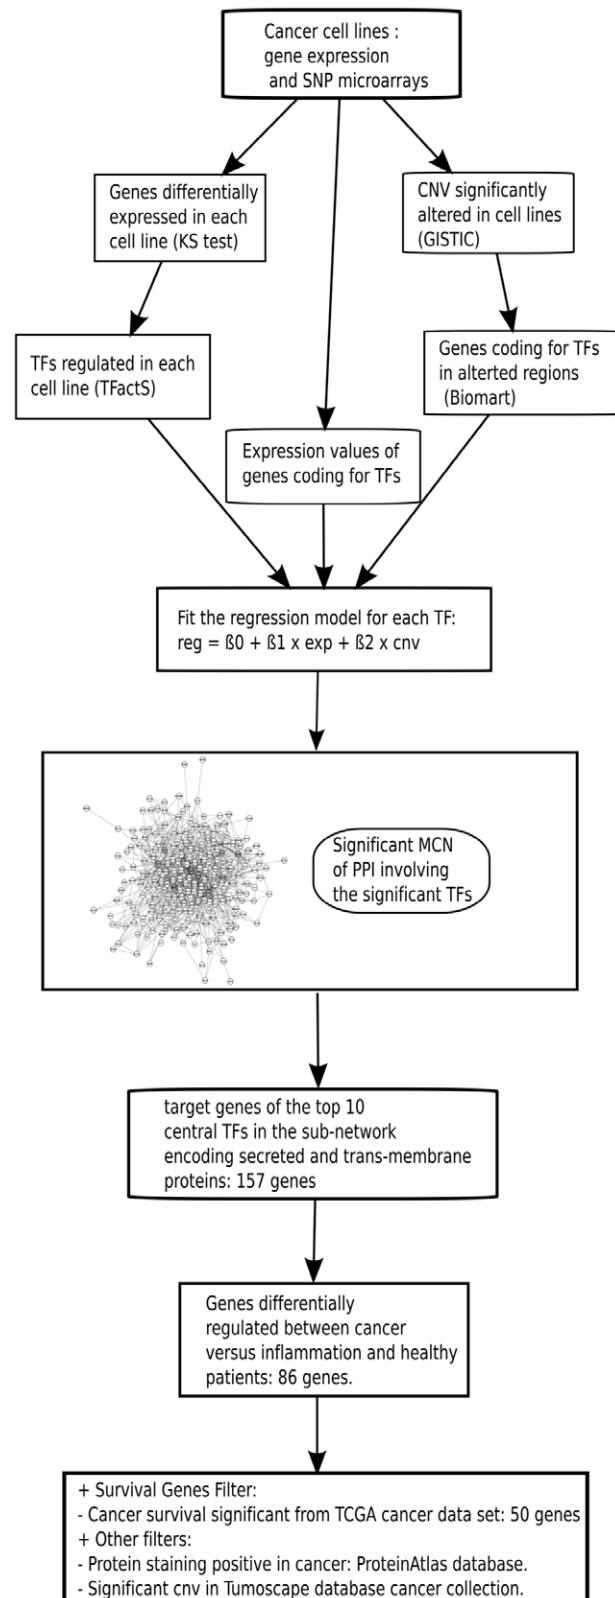 Cancer cell lines :
gene expression
and SNP microarrays
Genes differentially
expressed in each
cell line (KS test)
CNV significantly
altered in cell lines
(GISTIC)
TFs regulated in each
cell line (TFactS)
Genes coding for TFs
in alterted regions
(Biomart)
Expression values of
genes coding for TFs
Fit the regression model for each TF:
reg = ß0 + ß1 x exp + ß2 x cnv
Significant MCN
of PPI involving
the significant TFs
target genes of the top 10
central TFs in the sub-network
encoding secreted and trans-membrane
proteins: 157 genes
Genes differentially
regulated between cancer
versus inflammation and healthy
patients: 86 genes.
+ Survival Genes Filter:
- Cancer survival significant from TCGA cancer data set: 50 genes
+ Other filters:
- Protein staining positive in cancer: ProteinAtlas database.
- Significant cnv in Tumoscape database cancer collection.